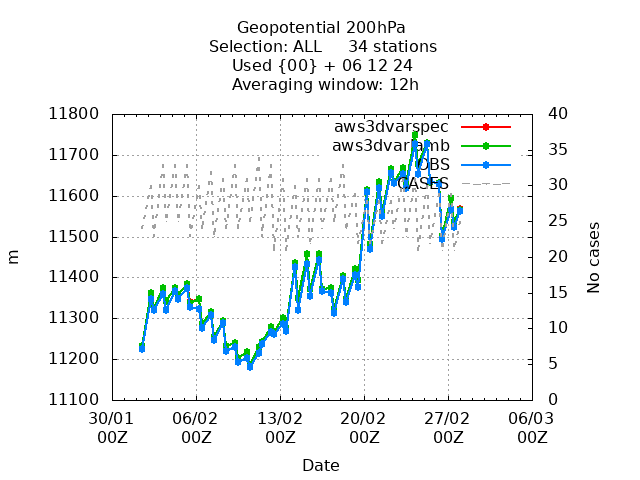 Geopotential 200hPa
Selection: ALL 34 stations
Used {00} + 06 12 24
Averaging window: 12h
11800
11700
11600
11500
11400
11300
11200
11100
m
40
35
30
25
20
15
10
5
0
No cases
aws3dvarspec
OBS
CASES
30/01 06/02 13/02 20/02 27/02 06/03
00Z 00Z 00Z 00Z 00Z 00Z
Date